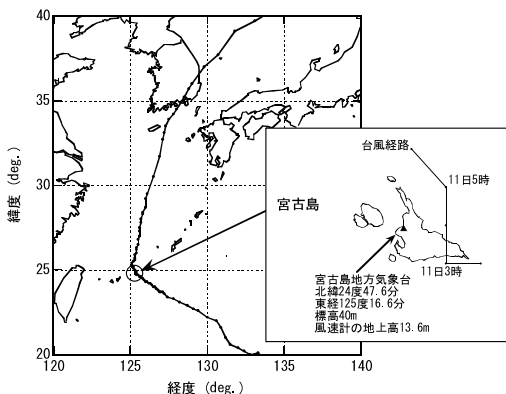 40
35
30
25
20
120
125
130
135
140
緯度 (deg.)
経度 (deg.)
宮古島
台風経路
11日5時
11日3時
宮古島地方気象台
北緯24度47.6分
東経125度16.6分
標高40m
風速計の地上高13.6m